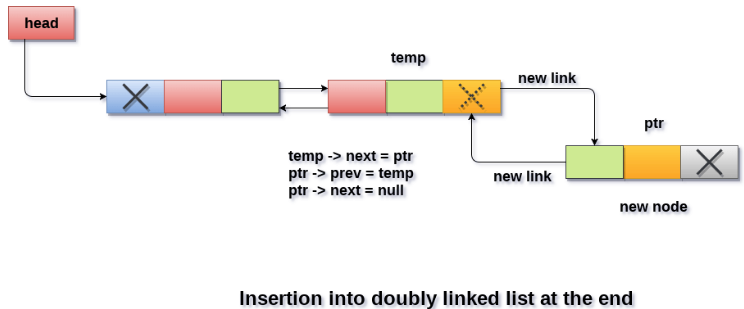 head
temp
new link
ptr
temp -> next = ptr
ptr -> prev = temp
ptr -> next = null
new link
new node
Insertion into doubly linked list at the end